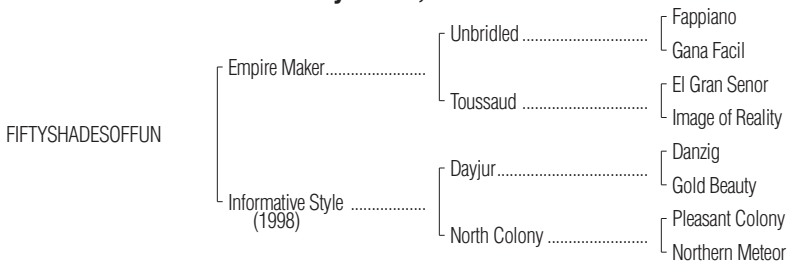 Fappiano
Unbridled ..............................
Gana Facil
Empire Maker........................
El Gran Senor
Toussaud ..............................
Image of Reality
FIFTYSHADESOFFUN
Danzig
Dayjur....................................
Gold Beauty
Informative Style ..................
(1998)
Pleasant Colony
North Colony ........................
Northern Meteor